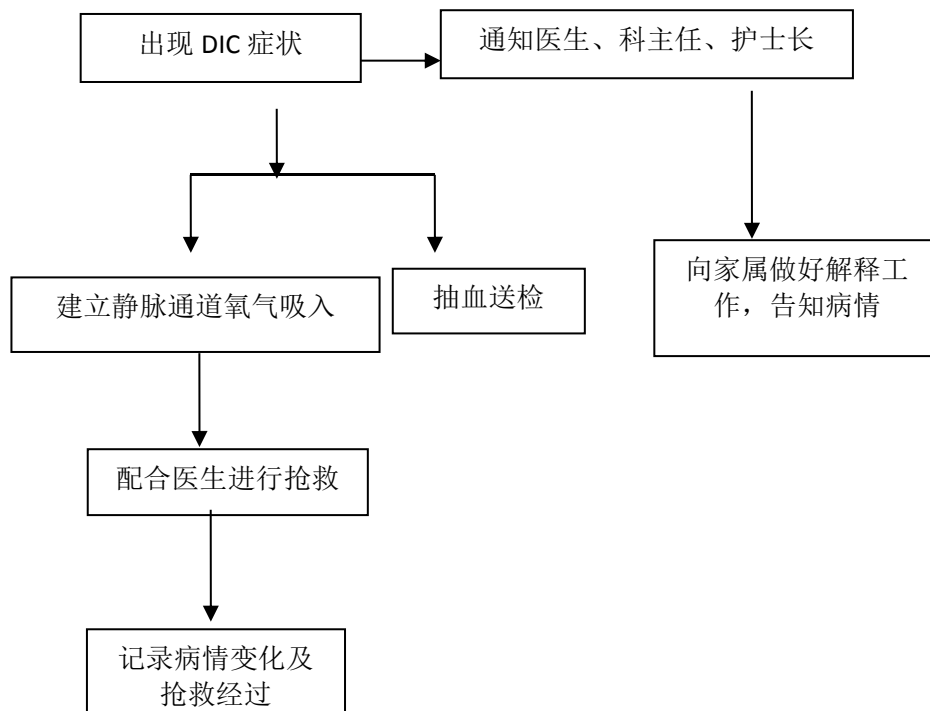 出现 DIC 症状
通知医生、科主任、护士长
建立静脉通道氧气吸入
抽血送检
向家属做好解释工
作，告知病情
配合医生进行抢救
记录病情变化及
抢救经过